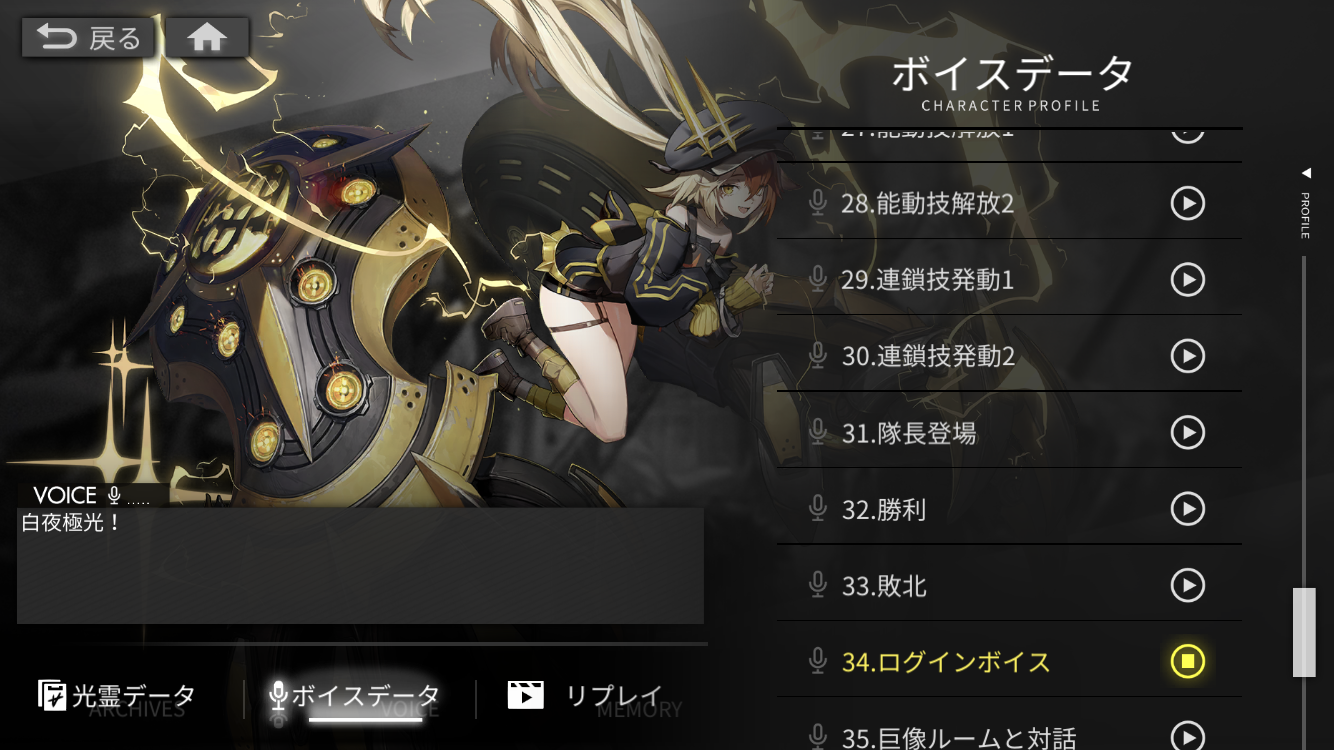 戻る
ボイスデータ
CHARACTER PROFILE
27.能動技解放1
28.能動技解放2
29.連鎖技発動1
30.連鎖技発動2
31.隊長登場
32.勝利
33.敗北
34.ログインボイス
35.巨像ルームと対話
PROFILE
VOICE .....
白夜極光！
光霊データ
ARCHIVES
ボイスデータ
VOICE
リプレイ
MEMORY